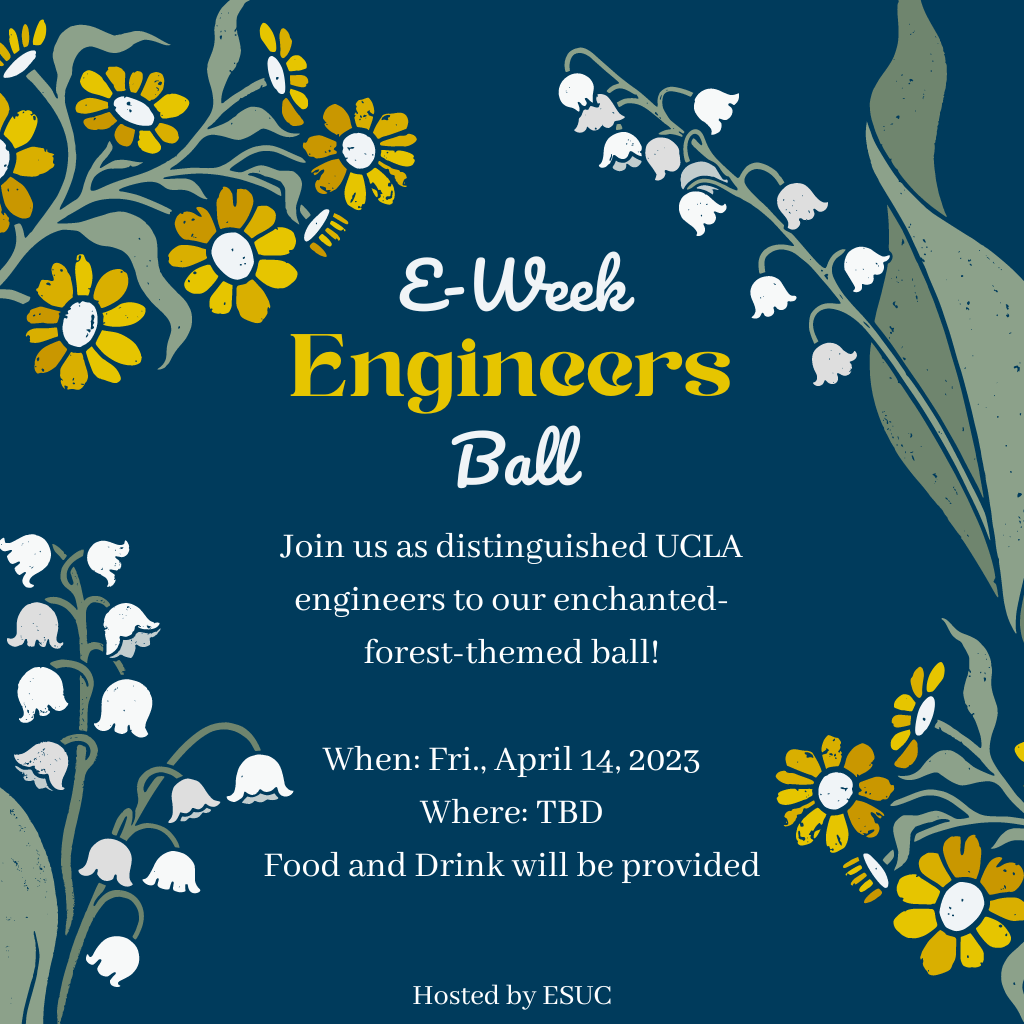 E-Week
Engineers
Ball
Join us as distinguished UCLA
engineers to our enchanted-
forest-themed ball!
When: Fri., April 14, 2023
Where: TBD
Food and Drink will be provided
Hosted by ESUC